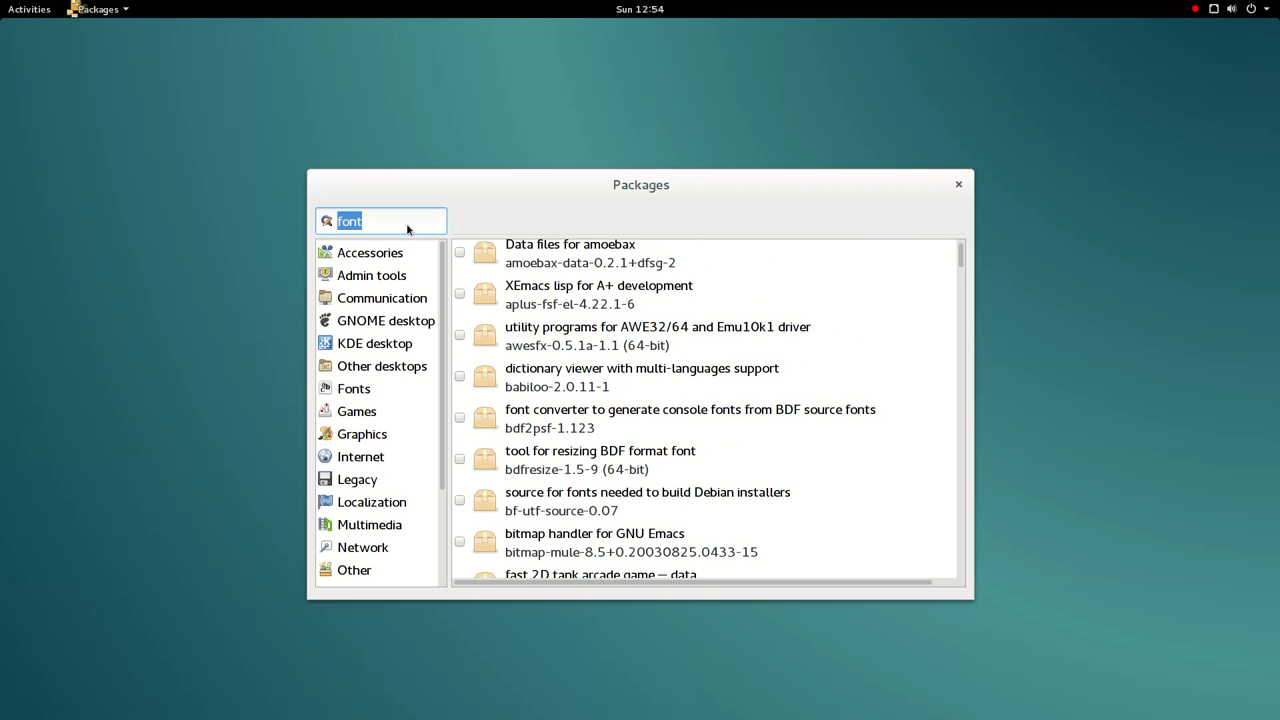 Activities Packages Sun 12:54
Packages
font
Accessories
Admin tools
Communication
GNOME desktop
KDE desktop
Other desktops
Fonts
Games
Graphics
Internet
Legacy
Localization
Multimedia
Network
Other
Data files for amoebax
amoebax-data-0.2.1+dfsg-2
XEmacs lisp for A+ development
aplus-fsf-el-4.22.1-6
utility programs for AWE32/64 and Emu10k1 driver
awesfx-0.5.1a-1.1 (64-bit)
dictionary viewer with multi-languages support
babiloo-2.0.11-1
font converter to generate console fonts from BDF source fonts
bdf2psf-1.123
tool for resizing BDF format font
bdfresize-1.5-9 (64-bit)
source for fonts needed to build Debian installers
bf-utf-source-0.07
bitmap handler for GNU Emacs
bitmap-mule-8.5+0.20030825.0433-15
fast 2D tank arcade game — data